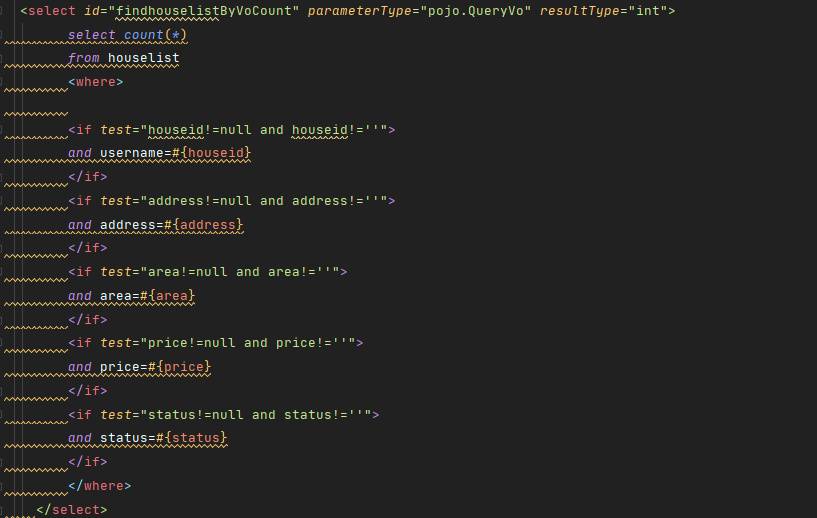 <select id="findhouselistByVoCount" parameterType="pojo.QueryVo" resultType="int">
select count(*)
from houselist
<where>
<if test="houseid!=null and houseid!=''">
and username=#{houseid}
</if>
<if test="address!=null and address!=''">
and address=#{address}
</if>
<if test="area!=null and area!=''">
and area=#{area}
</if>
<if test="price!=null and price!=''">
and price=#{price}
</if>
<if test="status!=null and status!=''">
and status=#{status}
</if>
</where>
</select>